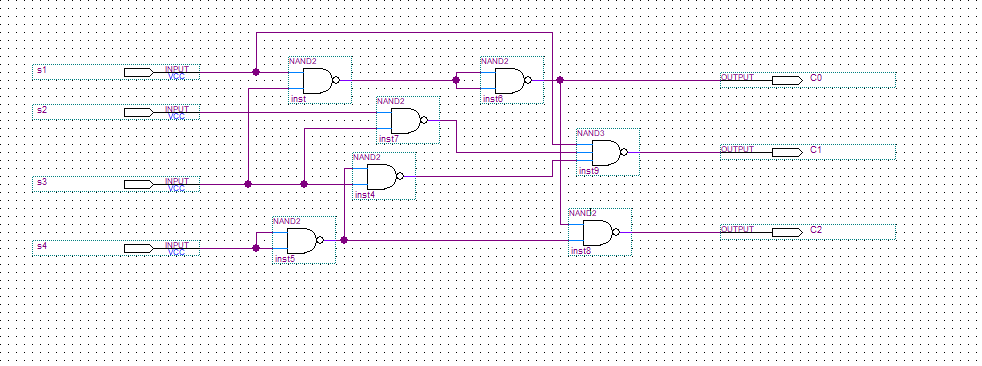 NAND2
NAND2
s1
INPUT
VCC
OUTPUT
C0
inst
inst6
NAND2
s2
INPUT
VCC
inst7
NAND3
OUTPUT
C1
NAND2
inst9
s3
INPUT
VCC
inst4
NAND2
NAND2
OUTPUT
C2
s4
INPUT
VCC
inst5
inst8